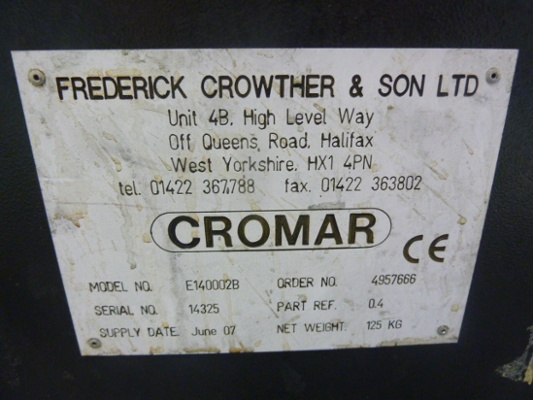 FREDERICK CROWTHER & SON LTD
Unit 4B, High Level Way
Off Queens, Road, Halifax
West Yorkshire, HX1 4PN
tel. 01422 367788 fax. 01422 363802
CROMAR
CE
MODEL NO. E140002B ORDER NO. 4957666
SERIAL NO. 14325 PART REF. 0.4
SUPPLY DATE. June 07 NET WEIGHT. 125 KG